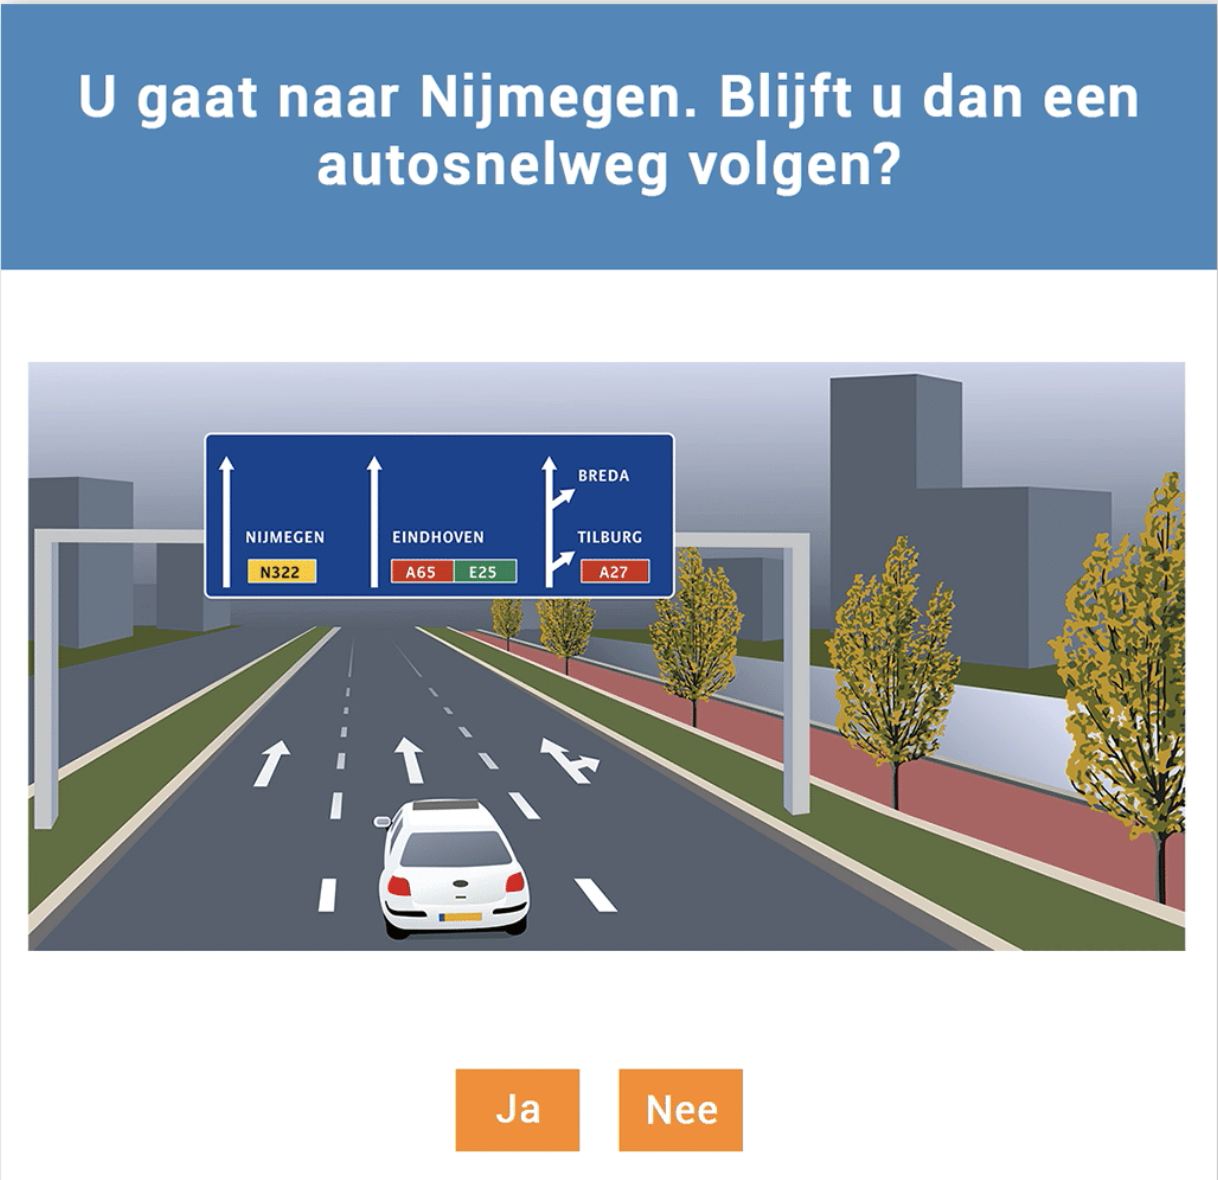 U gaat naar Nijmegen. Blijft u dan een
autosnelweg volgen?
BREDA
NIJMEGEN EINDHOVEN TILBURG
N322 A65 E25 A27
Ja Nee